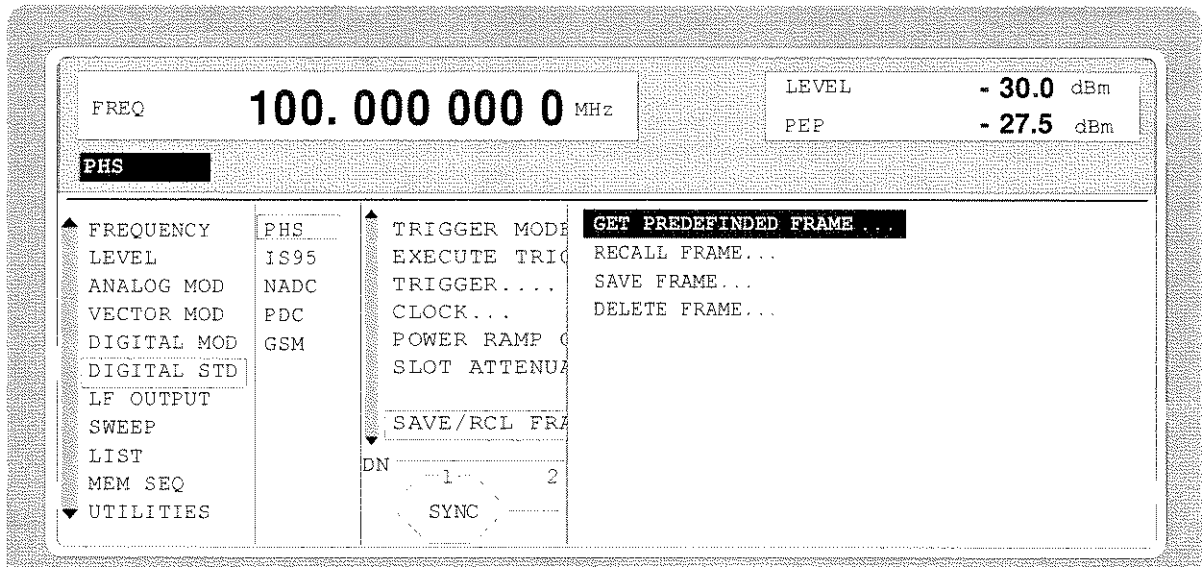 FREQ 100. 000 000 0 MHz
LEVEL - 30.0 dBm
PEP - 27.5 dBm
PHS
FREQUENCY
LEVEL
ANALOG MOD
VECTOR MOD
DIGITAL MOD
DIGITAL STD
LF OUTPUT
SWEEP
LIST
MEM SEQ
UTILITIES
PHS
IS95
NADC
PDC
GSM
TRIGGER MODE
EXECUTE TRIG
TRIGGER....
CLOCK...
POWER RAMP C
SLOT ATTENUA
SAVE/RCL FRA
DN 1 2
SYNC
GET PREDEFINDED FRAME ...
RECALL FRAME...
SAVE FRAME...
DELETE FRAME...